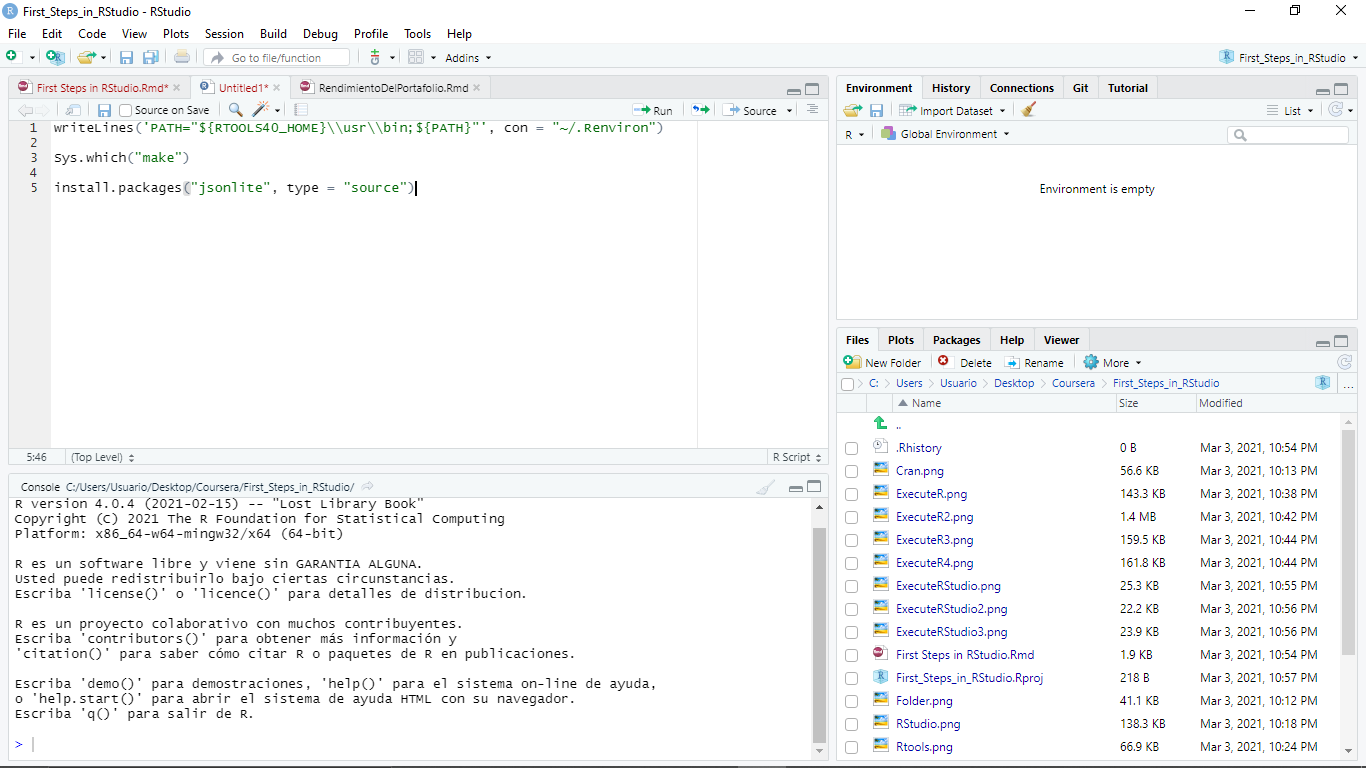 First_Steps_in_RStudio - RStudio
File Edit Code View Plots Session Build Debug Profile Tools Help
Go to file/function Addins First_Steps_in_RStudio
First Steps in RStudio.Rmd* Untitled1* RendimientoDelPortafolio.Rmd
Source on Save Run Source
1 writeLines('PATH="${RTOOLS40_HOME}\\usr\\bin;${PATH}"', con = "~/.Renviron")
2
3 Sys.which("make")
4
5 install.packages("jsonlite", type = "source")
5:46 (Top Level) R Script
Console C:/Users/Usuario/Desktop/Coursera/First_Steps_in_RStudio/
R version 4.0.4 (2021-02-15) -- "Lost Library Book"
Copyright (C) 2021 The R Foundation for Statistical Computing
Platform: x86_64-w64-mingw32/x64 (64-bit)
R es un software libre y viene sin GARANTIA ALGUNA.
Usted puede redistribuirlo bajo ciertas circunstancias.
Escriba 'license()' o 'licence()' para detalles de distribucion.
R es un proyecto colaborativo con muchos contribuyentes.
Escriba 'contributors()' para obtener más información y
'citation()' para saber cómo citar R o paquetes de R en publicaciones.
Escriba 'demo()' para demostraciones, 'help()' para el sistema on-line de ayuda,
o 'help.start()' para abrir el sistema de ayuda HTML con su navegador.
Escriba 'q()' para salir de R.
>
Environment History Connections Git Tutorial
Import Dataset List
R Global Environment
Environment is empty
Files Plots Packages Help Viewer
New Folder Delete Rename More
C: Users Usuario Desktop Coursera First_Steps_in_RStudio ...
Name Size Modified
..
.Rhistory 0 B Mar 3, 2021, 10:54 PM
Cran.png 56.6 KB Mar 3, 2021, 10:13 PM
ExecuteR.png 143.3 KB Mar 3, 2021, 10:38 PM
ExecuteR2.png 1.4 MB Mar 3, 2021, 10:42 PM
ExecuteR3.png 159.5 KB Mar 3, 2021, 10:44 PM
ExecuteR4.png 161.8 KB Mar 3, 2021, 10:44 PM
ExecuteRStudio.png 25.3 KB Mar 3, 2021, 10:55 PM
ExecuteRStudio2.png 22.2 KB Mar 3, 2021, 10:56 PM
ExecuteRStudio3.png 23.9 KB Mar 3, 2021, 10:56 PM
First Steps in RStudio.Rmd 1.9 KB Mar 3, 2021, 10:54 PM
First_Steps_in_RStudio.Rproj 218 B Mar 3, 2021, 10:57 PM
Folder.png 41.1 KB Mar 3, 2021, 10:12 PM
RStudio.png 138.3 KB Mar 3, 2021, 10:18 PM
Rtools.png 66.9 KB Mar 3, 2021, 10:24 PM